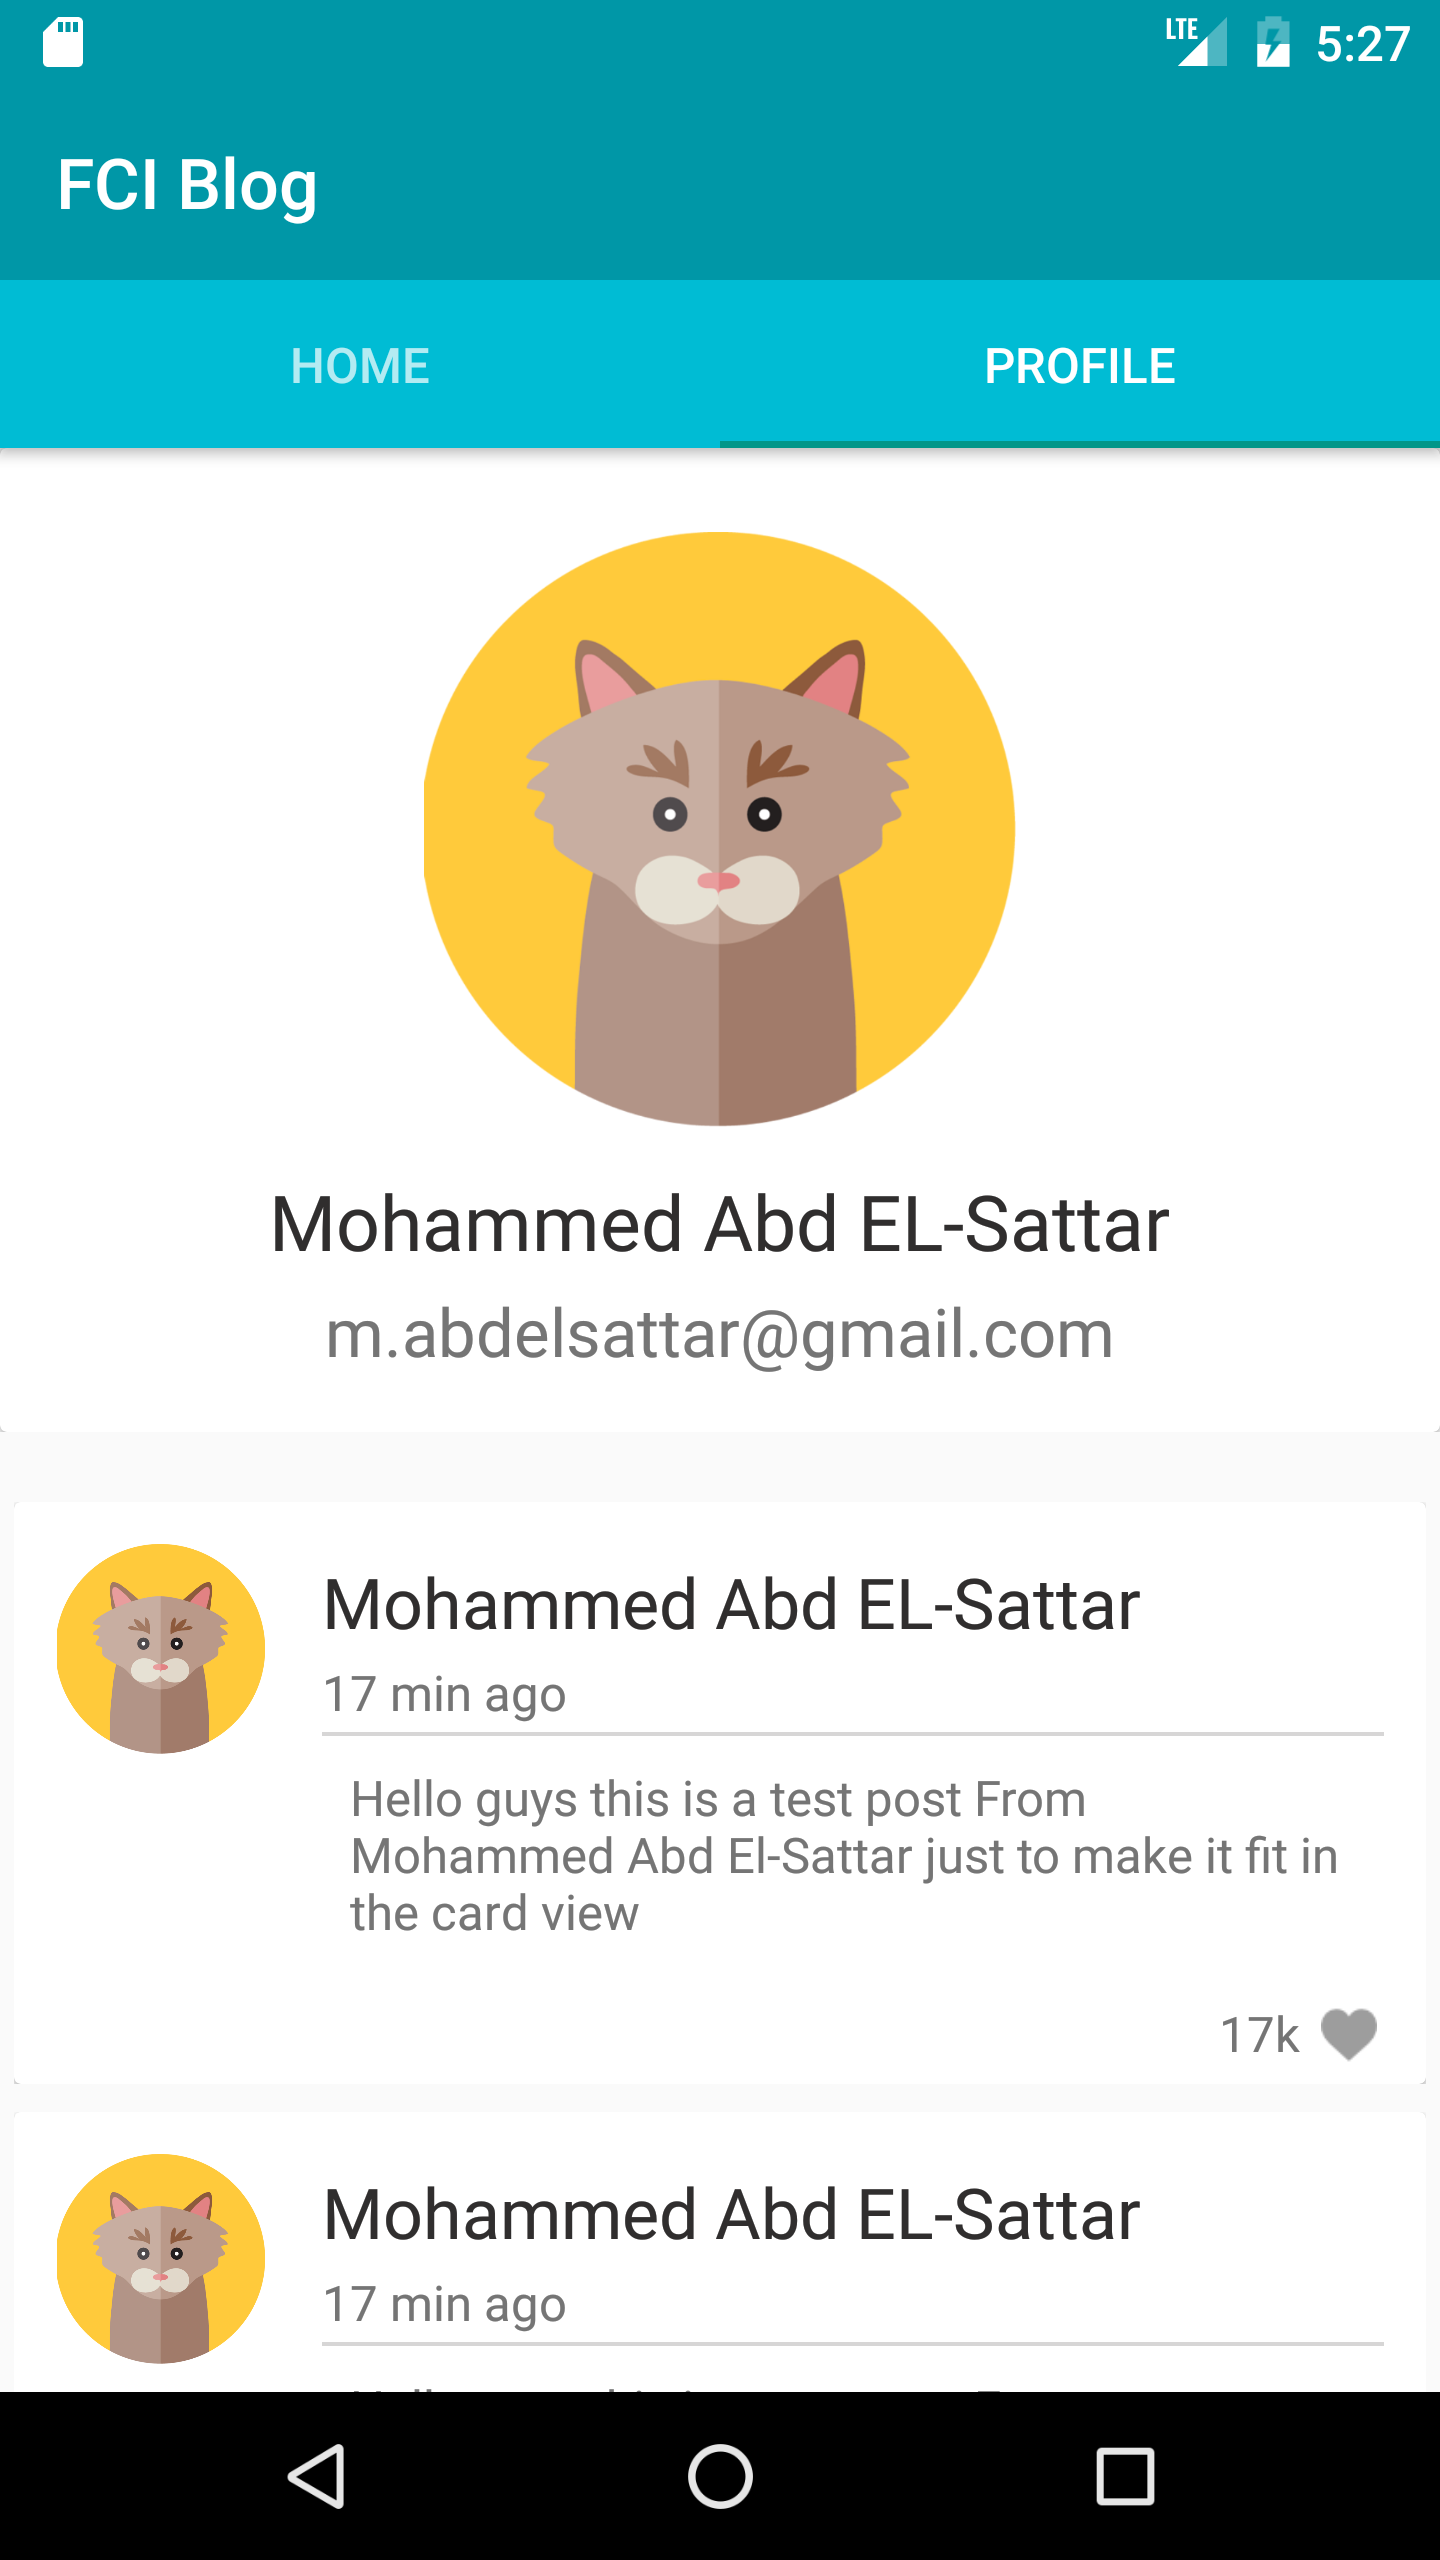 LTE 5:27
FCI Blog
HOME PROFILE
Mohammed Abd EL-Sattar
m.abdelsattar@gmail.com
Mohammed Abd EL-Sattar
17 min ago
Hello guys this is a test post From
Mohammed Abd El-Sattar just to make it fit in
the card view
17k
Mohammed Abd EL-Sattar
17 min ago